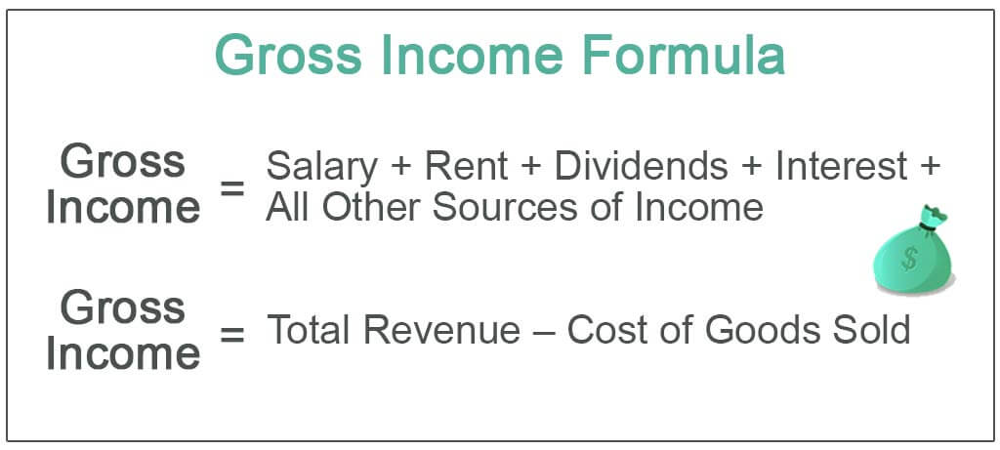 Gross Income Formula
Gross Income = Salary + Rent + Dividends + Interest +
All Other Sources of Income
$
Gross Income = Total Revenue – Cost of Goods Sold